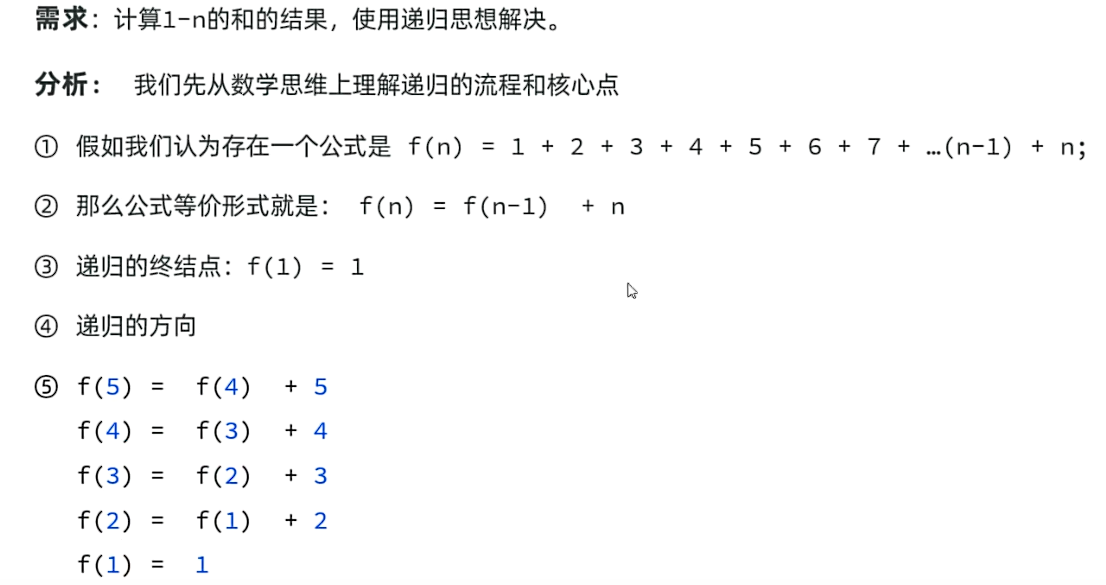 需求：计算1-n的和的结果，使用递归思想解决。
分析： 我们先从数学思维上理解递归的流程和核心点
① 假如我们认为存在一个公式是 f(n) = 1 + 2 + 3 + 4 + 5 + 6 + 7 + …(n-1) + n;
② 那么公式等价形式就是： f(n) = f(n-1) + n
③ 递归的终结点：f(1) = 1
④ 递归的方向
⑤ f(5) = f(4) + 5
f(4) = f(3) + 4
f(3) = f(2) + 3
f(2) = f(1) + 2
f(1) = 1